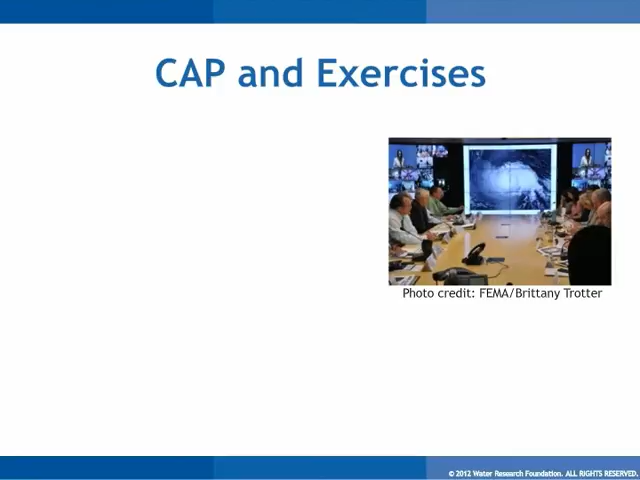 CAP and Exercises
Photo credit: FEMA/Brittany Trotter
© 2012 Water Research Foundation. ALL RIGHTS RESERVED.